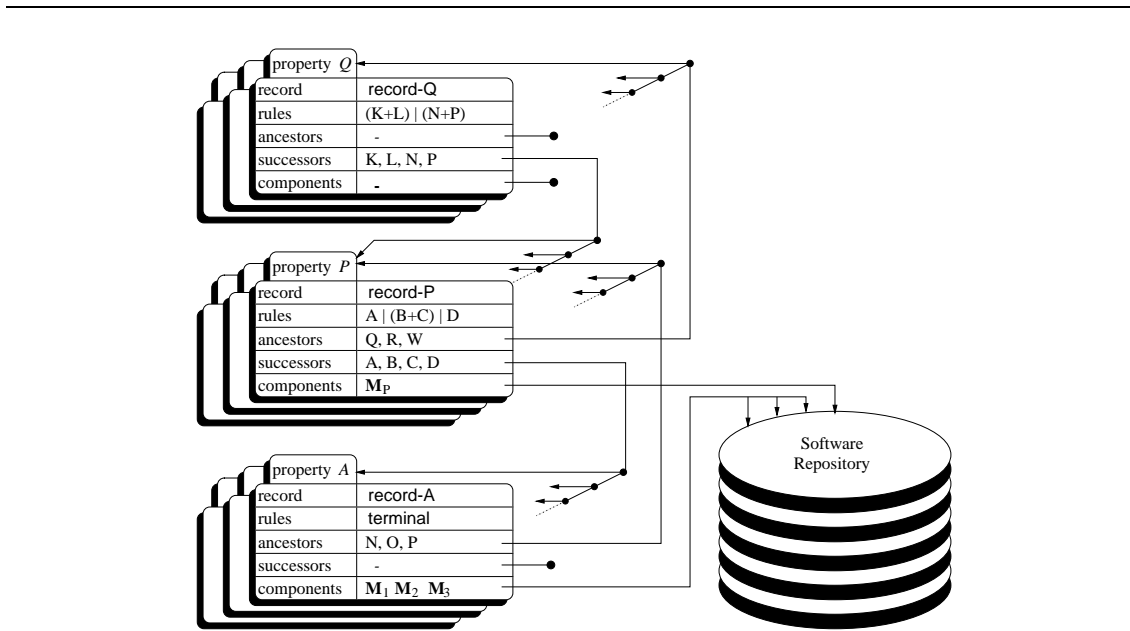 property Q
record record-Q
rules (K+L) | (N+P)
ancestors -
successors K, L, N, P
components -
property P
record record-P
rules A | (B+C) | D
ancestors Q, R, W
successors A, B, C, D
components MP
property A
record record-A
rules terminal
ancestors N, O, P
successors -
components M1 M2 M3
Software
Repository